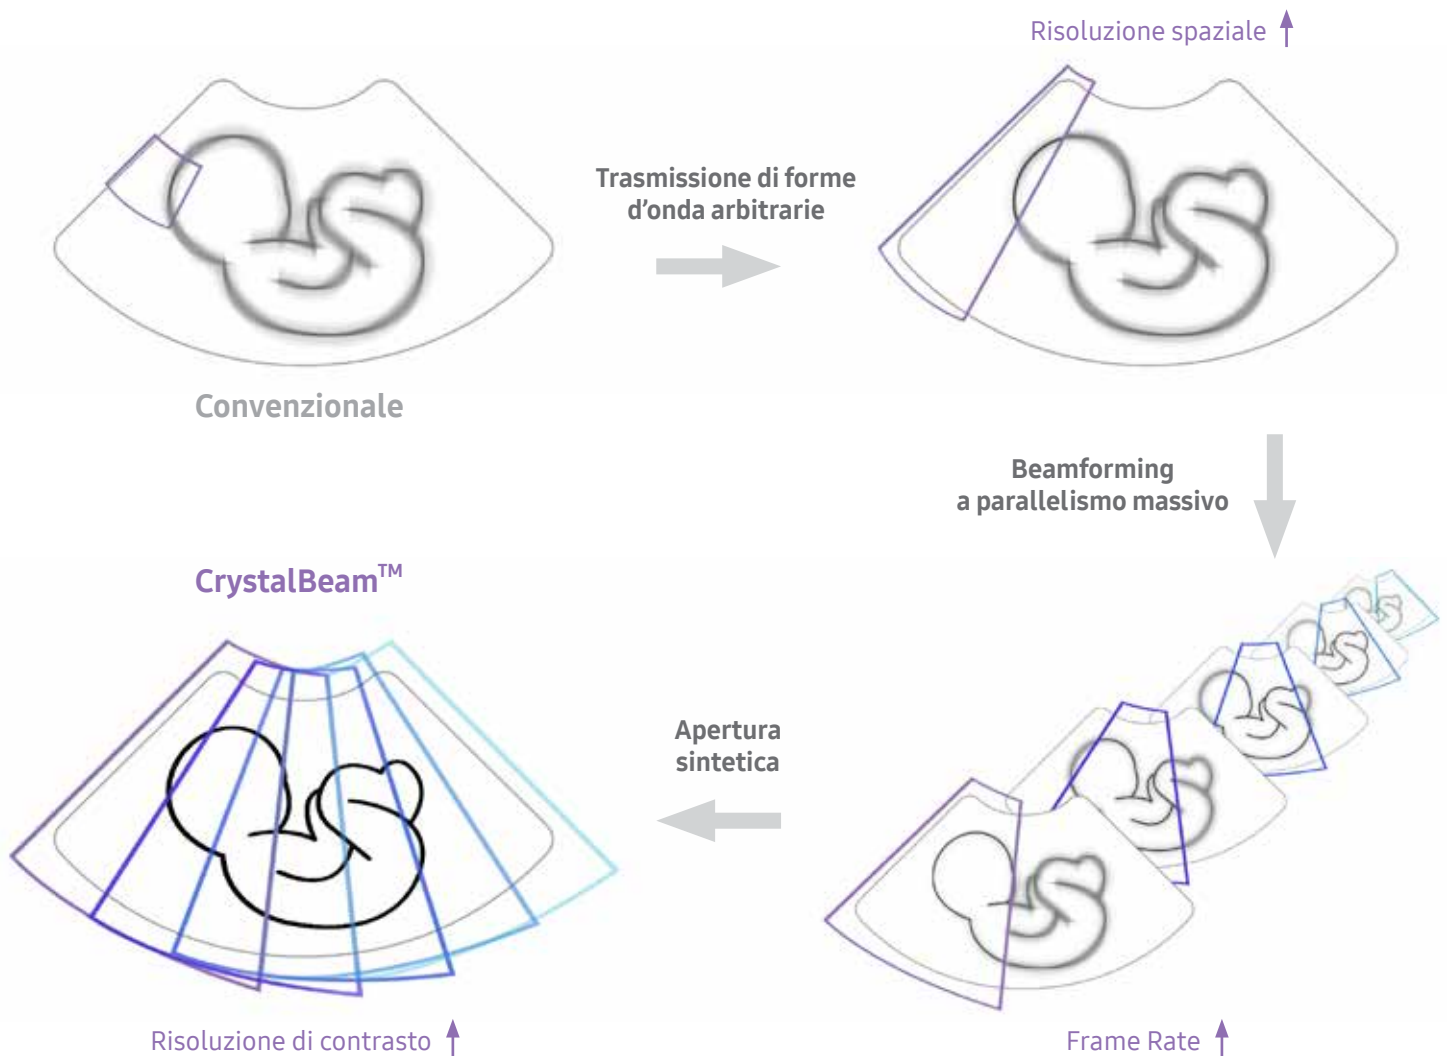 Risoluzione spaziale
Trasmissione di forme
d'onda arbitrarie
Convenzionale
Beamforming
a parallelismo massivo
CrystalBeam™
Apertura
sintetica
Risoluzione di contrasto
Frame Rate